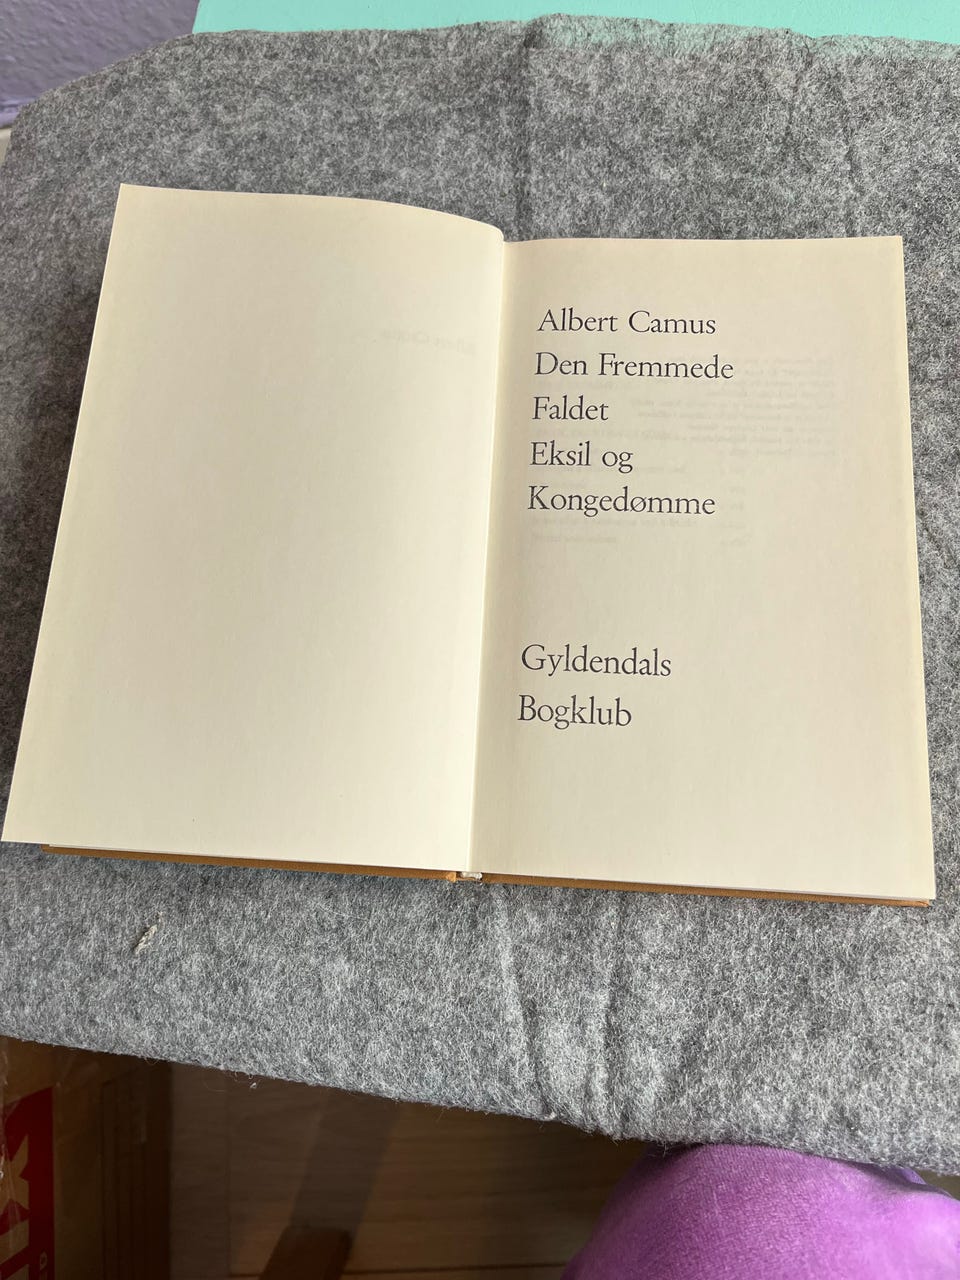 Albert Camus
Den Fremmede
Faldet
Eksil og
Kongedømme
Gyldendals
Bogklub